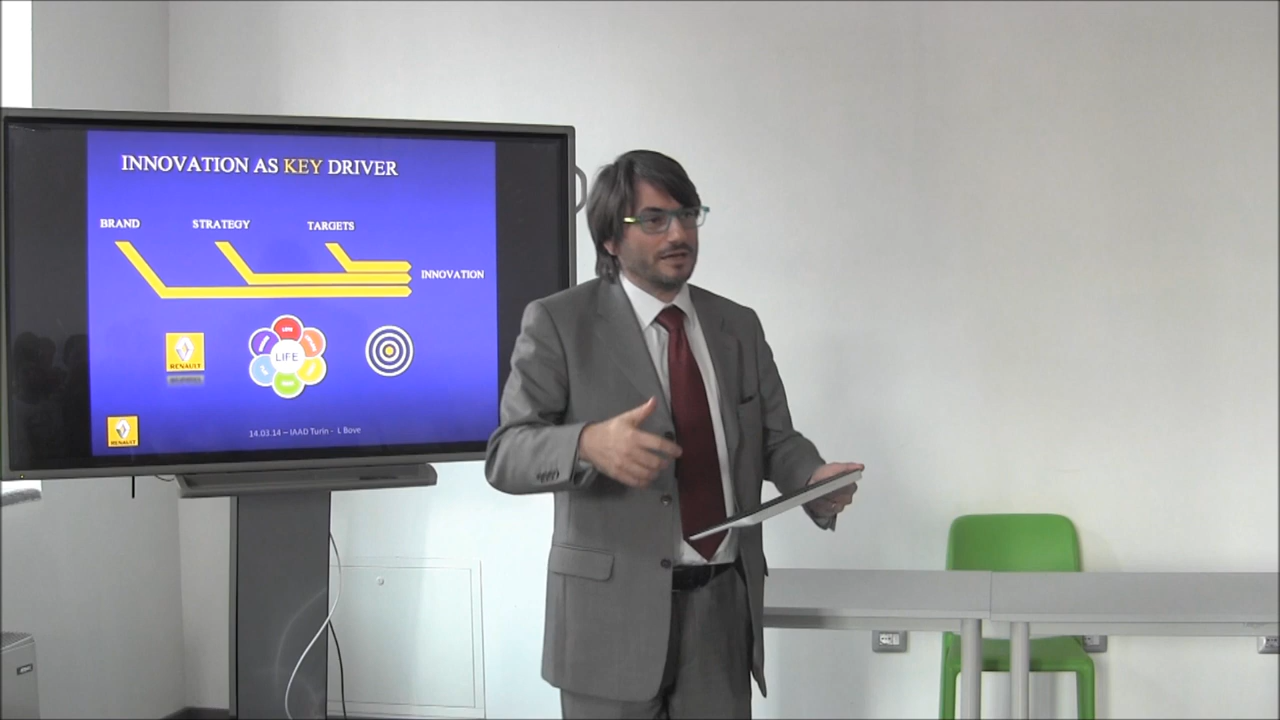 INNOVATION AS KEY DRIVER
BRAND
STRATEGY
TARGETS
INNOVATION
RENAULT
LIFE
RENAULT
14.03.14 – IAAD Turin - L Bove